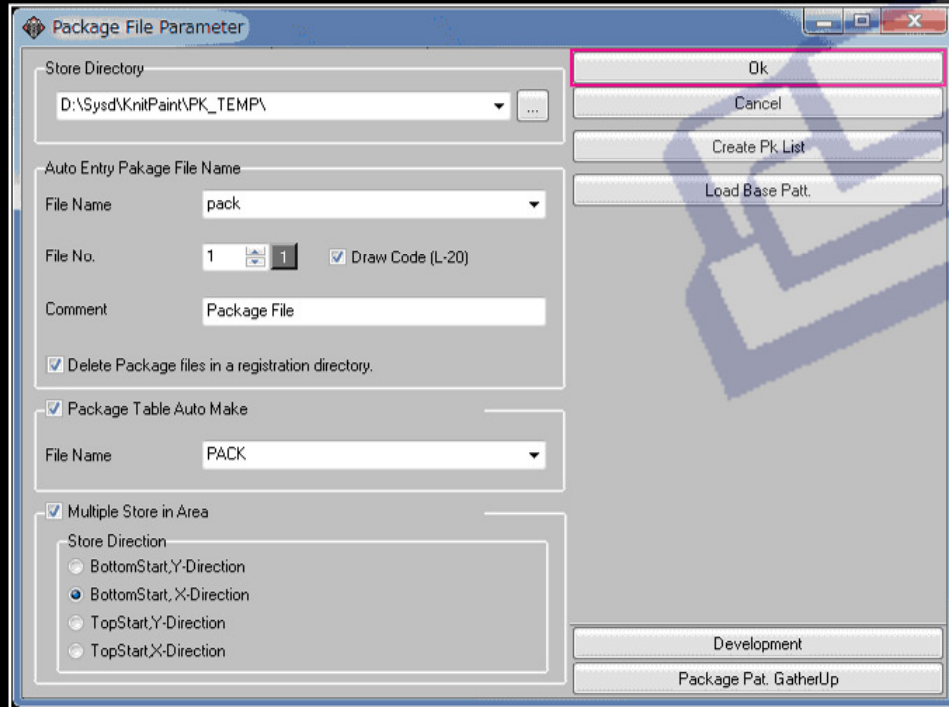 Package File Parameter
Store Directory
D:\Sysd\KnitPaint\PK_TEMP\
...
Auto Entry Pakage File Name
File Name
pack
File No.
1
1
Draw Code (L-20)
Comment
Package File
Delete Package files in a registration directory.
Package Table Auto Make
File Name
PACK
Multiple Store in Area
Store Direction
BottomStart,Y-Direction
BottomStart, X-Direction
TopStart,Y-Direction
TopStart,X-Direction
Ok
Cancel
Create Pk List
Load Base Patt.
Development
Package Pat. GatherUp